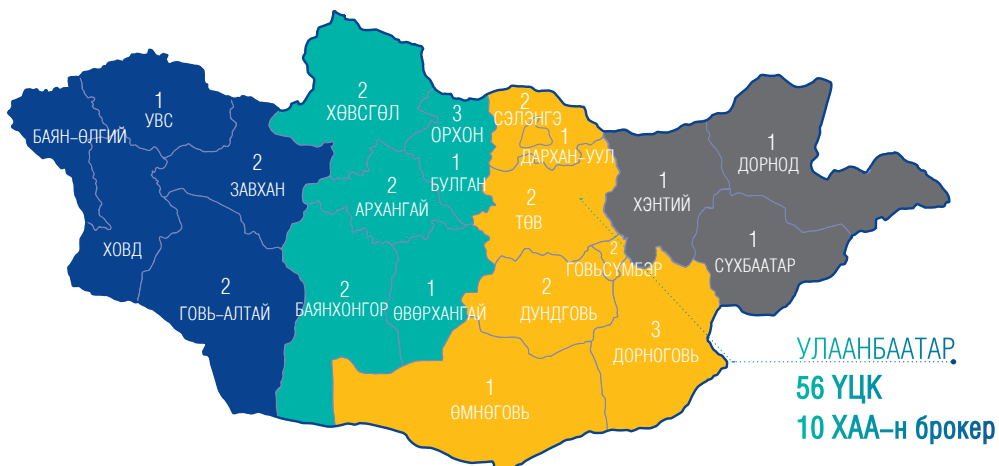 1
УВС
БАЯН-ӨЛГИЙ
2
ЗАВХАН
ХОВД
2
ГОВЬ-АЛТАЙ
2
ХӨВСГӨЛ
3
ОРХОН
1
БУЛГАН
2
АРХАНГАЙ
2
БАЯНХОНГОР
1
ӨВӨРХАНГАЙ
2
СЭЛЭНГЭ
1
ДАРХАН-УУЛ
2
ТӨВ
2
ГОВЬСҮМБЭР
2
ДУНДГОВЬ
3
ДОРНОГОВЬ
1
ӨМНӨГОВЬ
1
ХЭНТИЙ
1
ДОРНОД
1
СҮХБААТАР
УЛААНБААТАР
56 ҮЦК
10 ХАА-н брокер